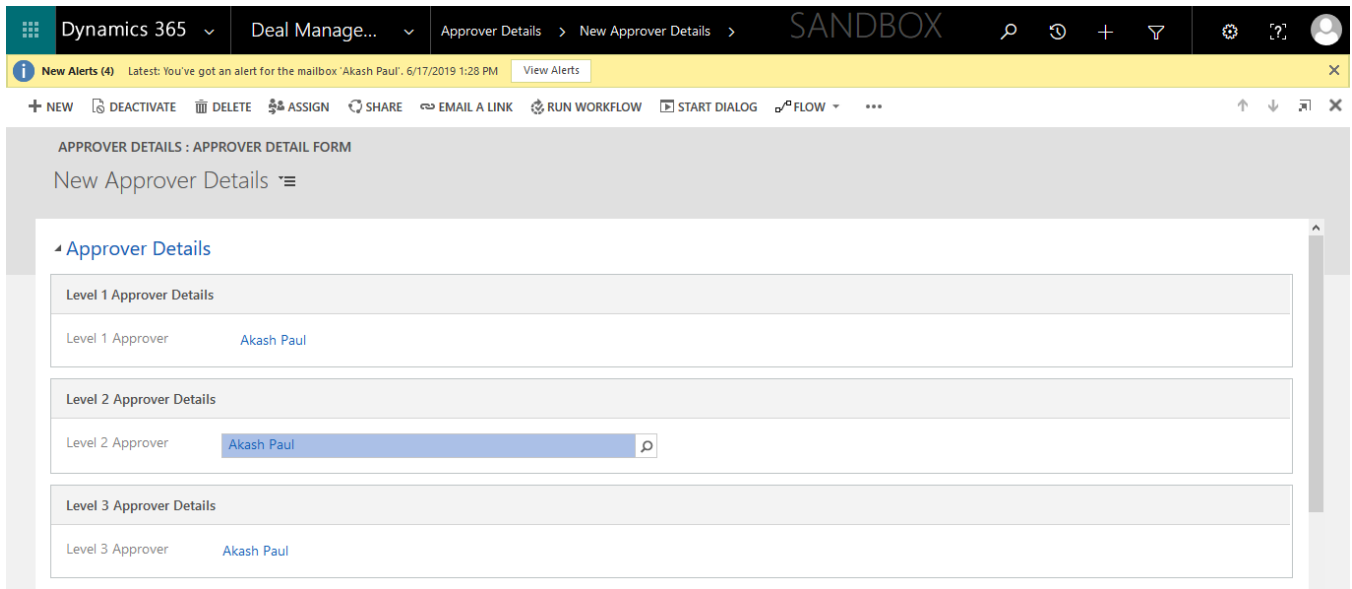 Dynamics 365 Deal Manage... Approver Details > New Approver Details > SANDBOX
New Alerts (4) Latest: You've got an alert for the mailbox 'Akash Paul'. 6/17/2019 1:28 PM View Alerts
NEW DEACTIVATE DELETE ASSIGN SHARE EMAIL A LINK RUN WORKFLOW START DIALOG FLOW ...
APPROVER DETAILS : APPROVER DETAIL FORM
New Approver Details
Approver Details
Level 1 Approver Details
Level 1 Approver Akash Paul
Level 2 Approver Details
Level 2 Approver Akash Paul
Level 3 Approver Details
Level 3 Approver Akash Paul